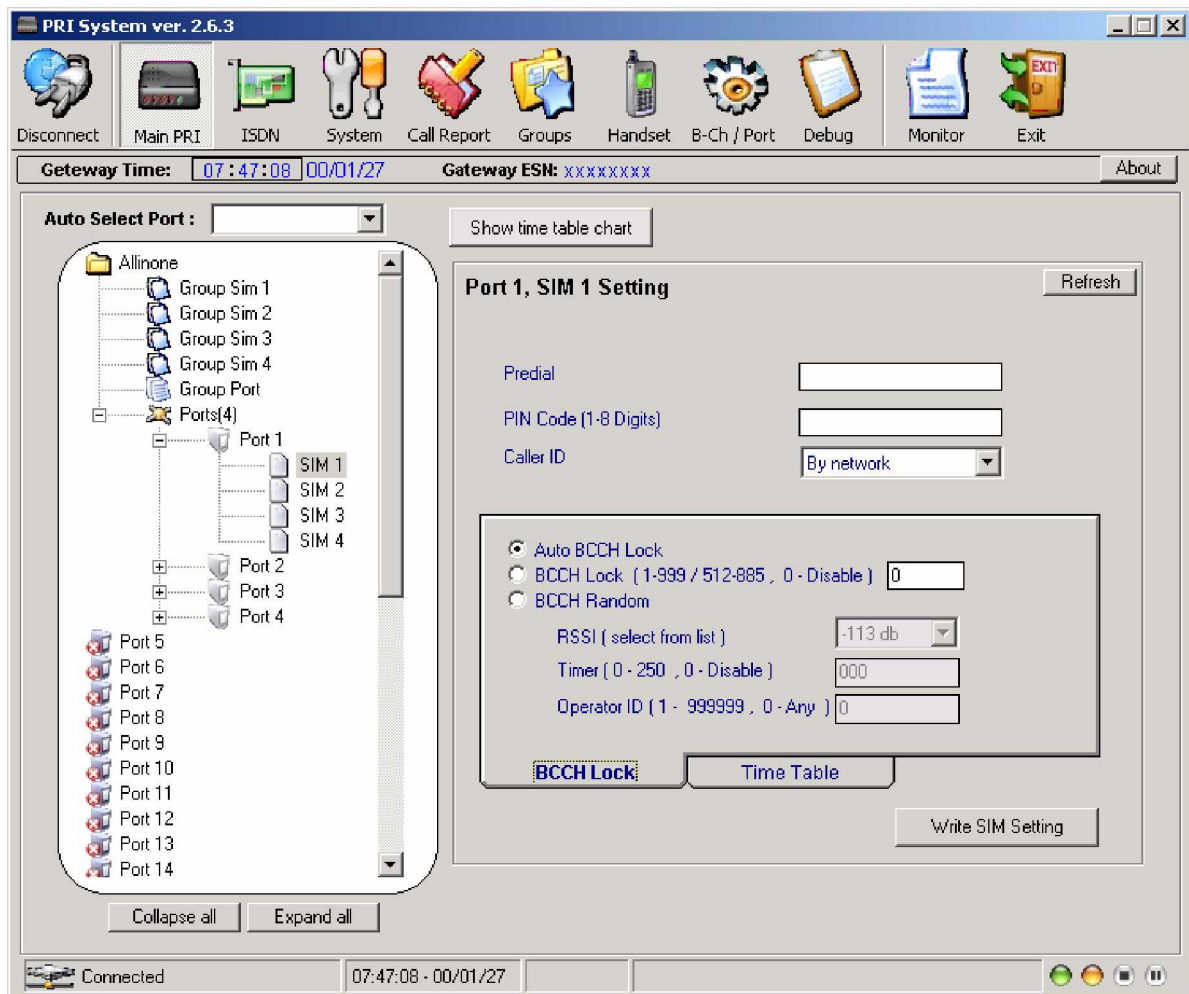 PRI System ver. 2.6.3
Disconnect
Main PRI
ISDN
System
Call Report
Groups
Handset
B-Ch / Port
Debug
Monitor
EXIT
Exit
Geteway Time: 07:47:08 00/01/27 Gateway ESN: xxxxxxxx About
Auto Select Port :
Allinone
Group Sim 1
Group Sim 2
Group Sim 3
Group Sim 4
Group Port
Ports(4)
Port 1
SIM 1
SIM 2
SIM 3
SIM 4
Port 2
Port 3
Port 4
Port 5
Port 6
Port 7
Port 8
Port 9
Port 10
Port 11
Port 12
Port 13
Port 14
Collapse all
Expand all
Show time table chart
Port 1, SIM 1 Setting
Refresh
Predial
PIN Code (1-8 Digits)
Caller ID By network
Auto BCCH Lock
BCCH Lock ( 1-999 / 512-885 , 0 - Disable ) 0
BCCH Random
RSSI ( select from list ) -113 db
Timer ( 0 - 250 , 0 - Disable ) 000
Operator ID ( 1 - 999999 , 0 - Any ) 0
BCCH Lock
Time Table
Write SIM Setting
Connected
07:47:08 - 00/01/27